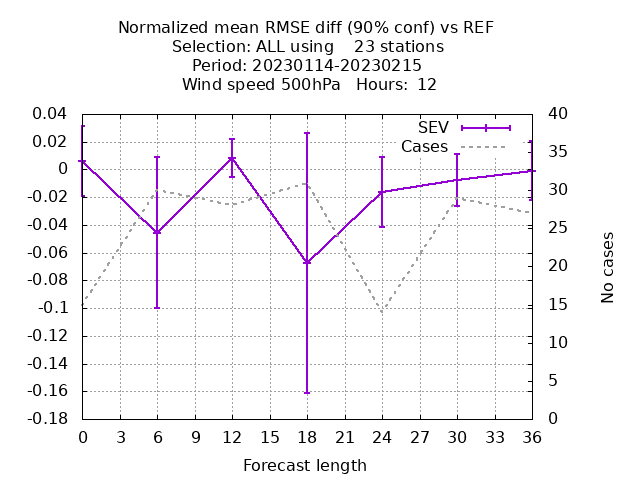 Normalized mean RMSE diff (90% conf) vs REF
Selection: ALL using    23 stations
Period: 20230114-20230215
Wind speed 500hPa   Hours:  12
SEV
Cases
0.04
0.02
0
-0.02
-0.04
-0.06
-0.08
-0.1
-0.12
-0.14
-0.16
-0.18
40
35
30
25
20
15
10
5
0
No cases
0 3 6 9 12 15 18 21 24 27 30 33 36
Forecast length